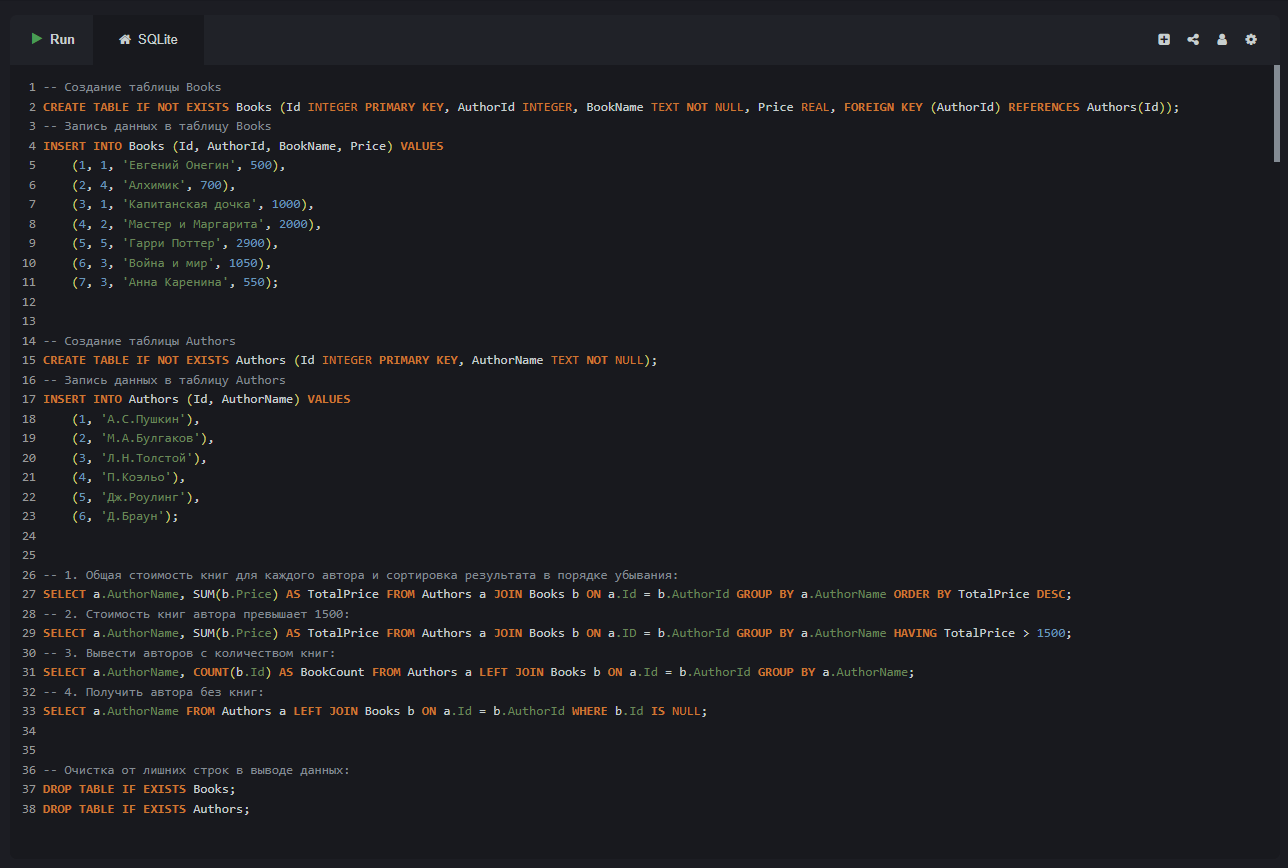 Run
SQLite
1 -- Создание таблицы Books
2 CREATE TABLE IF NOT EXISTS Books (Id INTEGER PRIMARY KEY, AuthorId INTEGER, BookName TEXT NOT NULL, Price REAL, FOREIGN KEY (AuthorId) REFERENCES Authors(Id));
3 -- Запись данных в таблицу Books
4 INSERT INTO Books (Id, AuthorId, BookName, Price) VALUES
5     (1, 1, 'Евгений Онегин', 500),
6     (2, 4, 'Алхимик', 700),
7     (3, 1, 'Капитанская дочка', 1000),
8     (4, 2, 'Мастер и Маргарита', 2000),
9     (5, 5, 'Гарри Поттер', 2900),
10     (6, 3, 'Война и мир', 1050),
11     (7, 3, 'Анна Каренина', 550);
12
13
14 -- Создание таблицы Authors
15 CREATE TABLE IF NOT EXISTS Authors (Id INTEGER PRIMARY KEY, AuthorName TEXT NOT NULL);
16 -- Запись данных в таблицу Authors
17 INSERT INTO Authors (Id, AuthorName) VALUES
18     (1, 'А.С.Пушкин'),
19     (2, 'М.А.Булгаков'),
20     (3, 'Л.Н.Толстой'),
21     (4, 'П.Коэльо'),
22     (5, 'Дж.Роулинг'),
23     (6, 'Д.Браун');
24
25
26 -- 1. Общая стоимость книг для каждого автора и сортировка результата в порядке убывания:
27 SELECT a.AuthorName, SUM(b.Price) AS TotalPrice FROM Authors a JOIN Books b ON a.Id = b.AuthorId GROUP BY a.AuthorName ORDER BY TotalPrice DESC;
28 -- 2. Стоимость книг автора превышает 1500:
29 SELECT a.AuthorName, SUM(b.Price) AS TotalPrice FROM Authors a JOIN Books b ON a.ID = b.AuthorId GROUP BY a.AuthorName HAVING TotalPrice > 1500;
30 -- 3. Вывести авторов с количеством книг:
31 SELECT a.AuthorName, COUNT(b.Id) AS BookCount FROM Authors a LEFT JOIN Books b ON a.Id = b.AuthorId GROUP BY a.AuthorName;
32 -- 4. Получить автора без книг:
33 SELECT a.AuthorName FROM Authors a LEFT JOIN Books b ON a.Id = b.AuthorId WHERE b.Id IS NULL;
34
35
36 -- Очистка от лишних строк в выводе данных:
37 DROP TABLE IF EXISTS Books;
38 DROP TABLE IF EXISTS Authors;